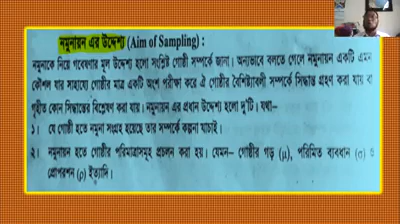 নমুনায়ন এর উদ্দেশ্য (Aim of Sampling) :
নমুনাকে নিয়ে গবেষণার মূল উদ্দেশ্য হলো সংশ্লিষ্ট গোষ্ঠী সম্পর্কে জানা। অন্যভাবে বলতে গেলে নমুনায়ন একটি এমন
কৌশল যার সাহায্যে গোষ্ঠীর মাত্র একটি অংশ পরীক্ষা করে ঐ গোষ্ঠীর বৈশিষ্ট্যাবলী সম্পর্কে সিদ্ধান্ত গ্রহণ করা যায় বা
গৃহীত কোন সিদ্ধান্তের বিশ্লেষণ করা যায়। নমুনায়ন এর প্রধান উদ্দেশ্য হলো দু'টি। যথা—
১। যে গোষ্ঠী হতে নমুনা সংগ্রহ হয়েছে তার সম্পর্কে কল্পনা যাচাই।
২। নমুনায়ন হতে গোষ্ঠীর পরিমাত্রাসমূহ প্রচলন করা হয়। যেমন— গোষ্ঠীর গড় (μ), পরিমিত ব্যবধান (σ) ও
প্রোপরশন (ρ) ইত্যাদি।